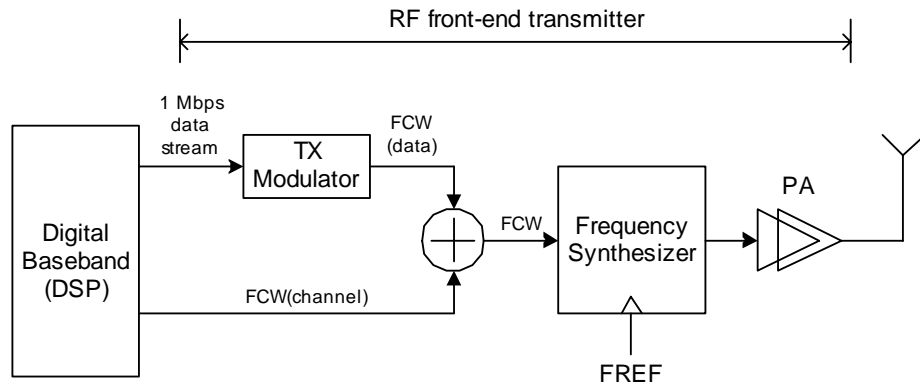 RF front-end transmitter
1 Mbps
data
stream
FCW
(data)
TX
Modulator
PA
Digital
Baseband
(DSP)
FCW
Frequency
Synthesizer
FCW(channel)
FREF